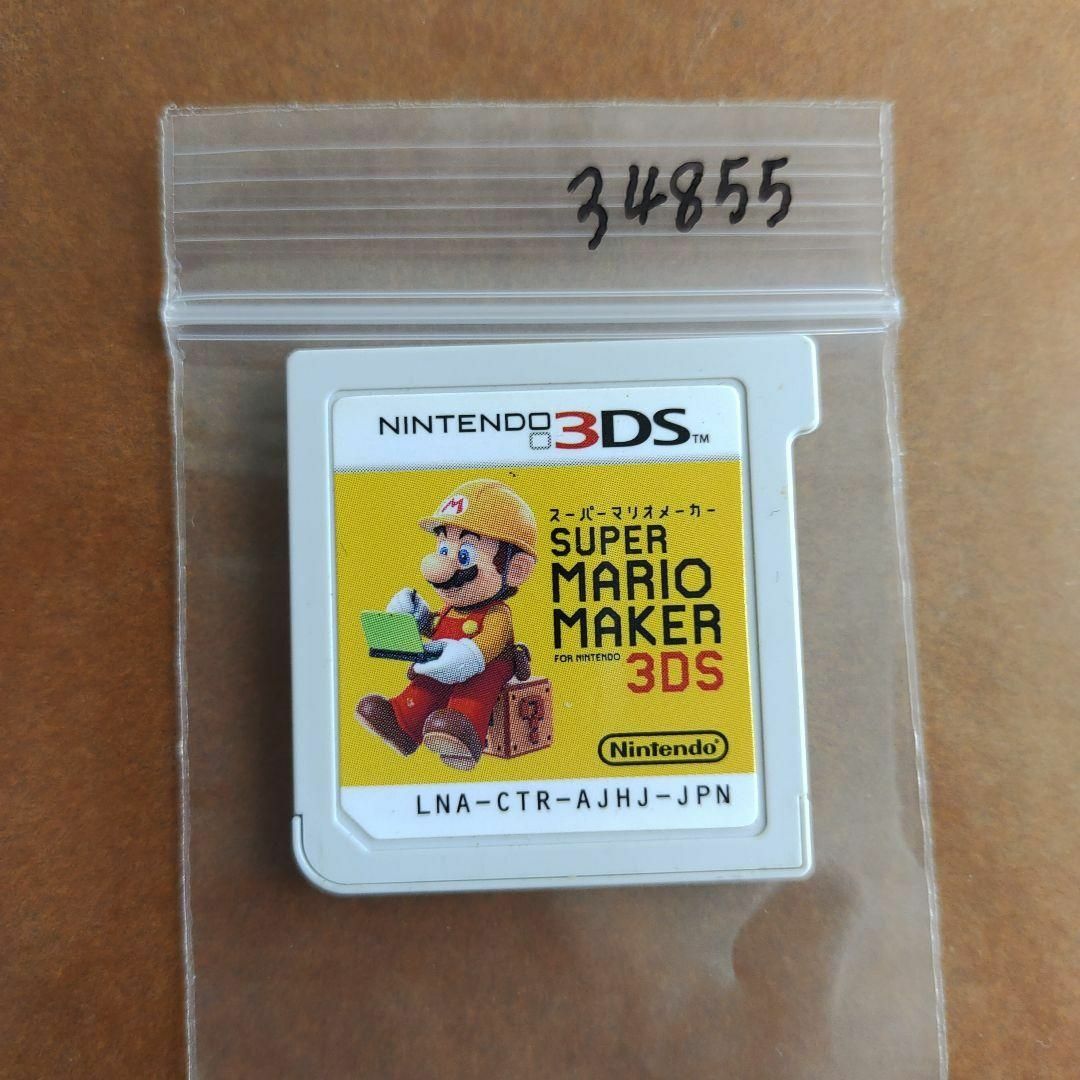 34855
NINTENDO 3DS™
スーパーマリオメーカー
SUPER
MARIO
MAKER
FOR NINTENDO
3DS
M
Nintendo®
LNA-CTR-AJHJ-JPN